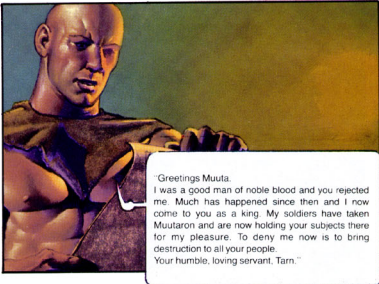 "Greetings Muuta.
I was a good man of noble blood and you rejected
me. Much has happened since then and I now
come to you as a king. My soldiers have taken
Muutaron and are now holding your subjects there
for my pleasure. To deny me now is to bring
destruction to all your people.
Your humble, loving servant, Tarn."